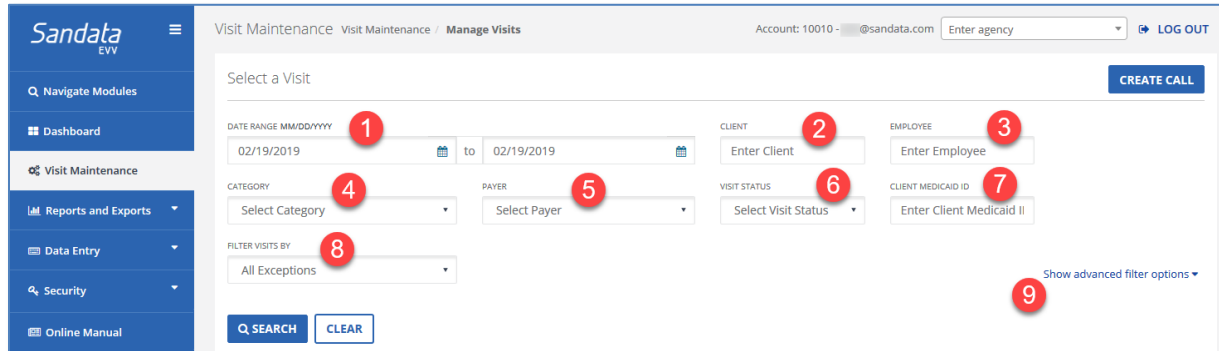 Sandata
EVV
Navigate Modules
Dashboard
Visit Maintenance
Reports and Exports
Data Entry
Security
Online Manual
Visit Maintenance Visit Maintenance / Manage Visits
Account: 10010 - @sandata.com
Enter agency
LOG OUT
Select a Visit
CREATE CALL
DATE RANGE MM/DD/YYYY
1
02/19/2019 to 02/19/2019
CLIENT
2
Enter Client
EMPLOYEE
3
Enter Employee
CATEGORY
4
Select Category
PAYER
5
Select Payer
VISIT STATUS
6
Select Visit Status
CLIENT MEDICAID ID
7
Enter Client Medicaid II
FILTER VISITS BY
8
All Exceptions
Show advanced filter options
9
SEARCH
CLEAR